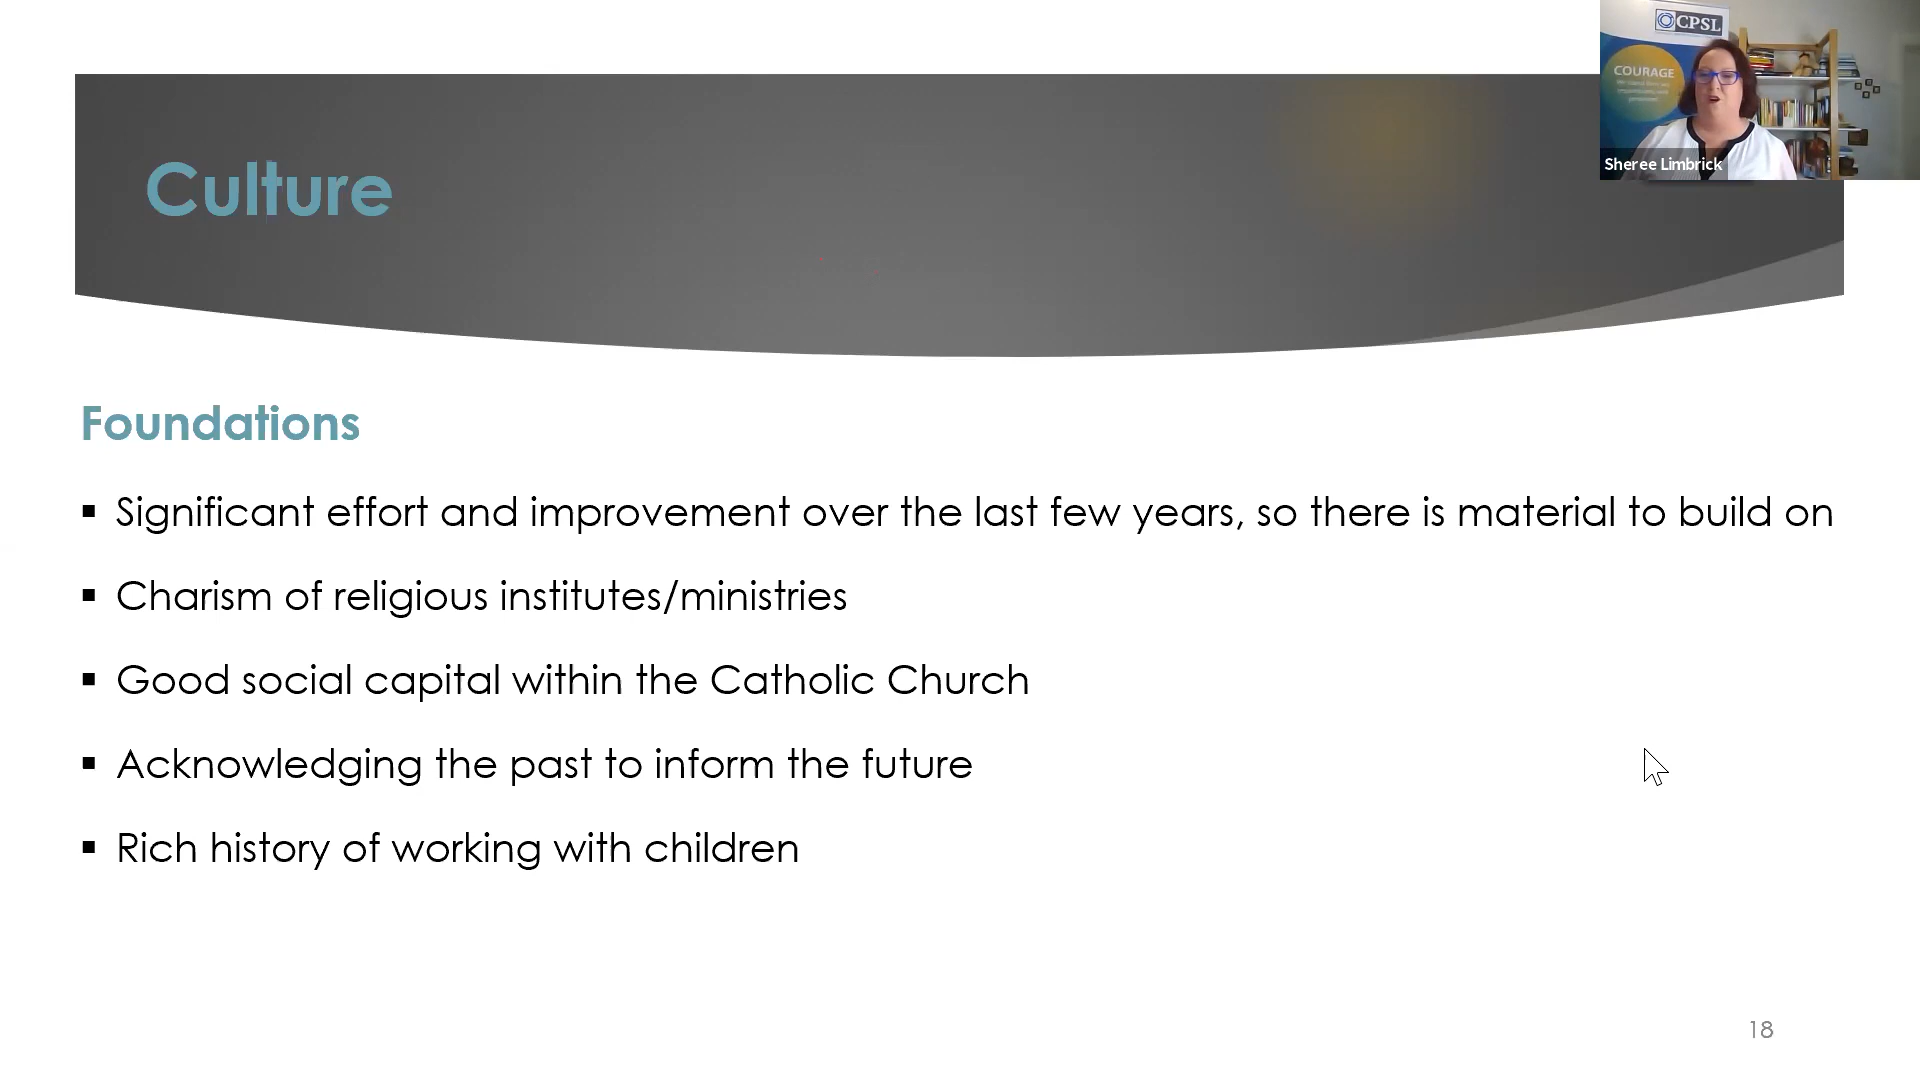 CPSL
COURAGE
Sheree Limbrick
Culture
Foundations
▪ Significant effort and improvement over the last few years, so there is material to build on
▪ Charism of religious institutes/ministries
▪ Good social capital within the Catholic Church
▪ Acknowledging the past to inform the future
▪ Rich history of working with children
18